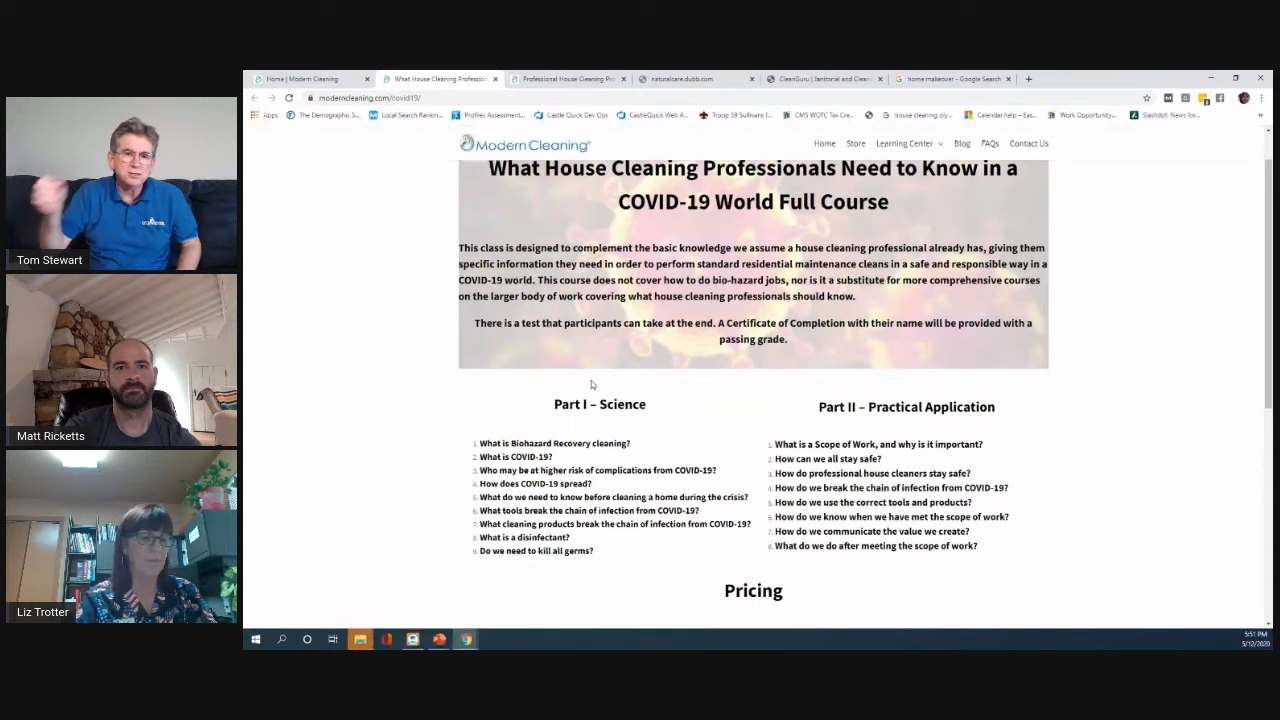 Home | Modern Cleaning
What House Cleaning Profession
Professional House Cleaning Pr
naturalcare.dubb.com
CleanGuru | Janitorial and Clean
home makeover - Google Search
moderncleaning.com/covid19/
Apps
The Demographic S...
Local Search Rankin...
Profiles Assessment...
Castle Quick Dev Ops
CastleQuick Web A...
Troop 59 Sullivans I...
CMS WOTC Tax Cre...
house cleaning oly...
Calendar.help – Eas...
Work Opportunity...
Slashdot: News for...
Modern Cleaning
Home
Store
Learning Center
Blog
FAQs
Contact Us
What House Cleaning Professionals Need to Know in a
COVID-19 World Full Course
This class is designed to complement the basic knowledge we assume a house cleaning professional already has, giving them
specific information they need in order to perform standard residential maintenance cleans in a safe and responsible way in a
COVID-19 world. This course does not cover how to do bio-hazard jobs, nor is it a substitute for more comprehensive courses
on the larger body of work covering what house cleaning professionals should know.
There is a test that participants can take at the end. A Certificate of Completion with their name will be provided with a
passing grade.
Part I – Science
1. What is Biohazard Recovery cleaning?
2. What is COVID-19?
3. Who may be at higher risk of complications from COVID-19?
4. How does COVID-19 spread?
5. What do we need to know before cleaning a home during the crisis?
6. What tools break the chain of infection from COVID-19?
7. What cleaning products break the chain of infection from COVID-19?
8. What is a disinfectant?
9. Do we need to kill all germs?
Part II – Practical Application
1. What is a Scope of Work, and why is it important?
2. How can we all stay safe?
3. How do professional house cleaners stay safe?
4. How do we break the chain of infection from COVID-19?
5. How do we use the correct tools and products?
6. How do we know when we have met the scope of work?
7. How do we communicate the value we create?
8. What do we do after meeting the scope of work?
Pricing
5:51 PM
5/12/2020
Tom Stewart
Matt Ricketts
Liz Trotter